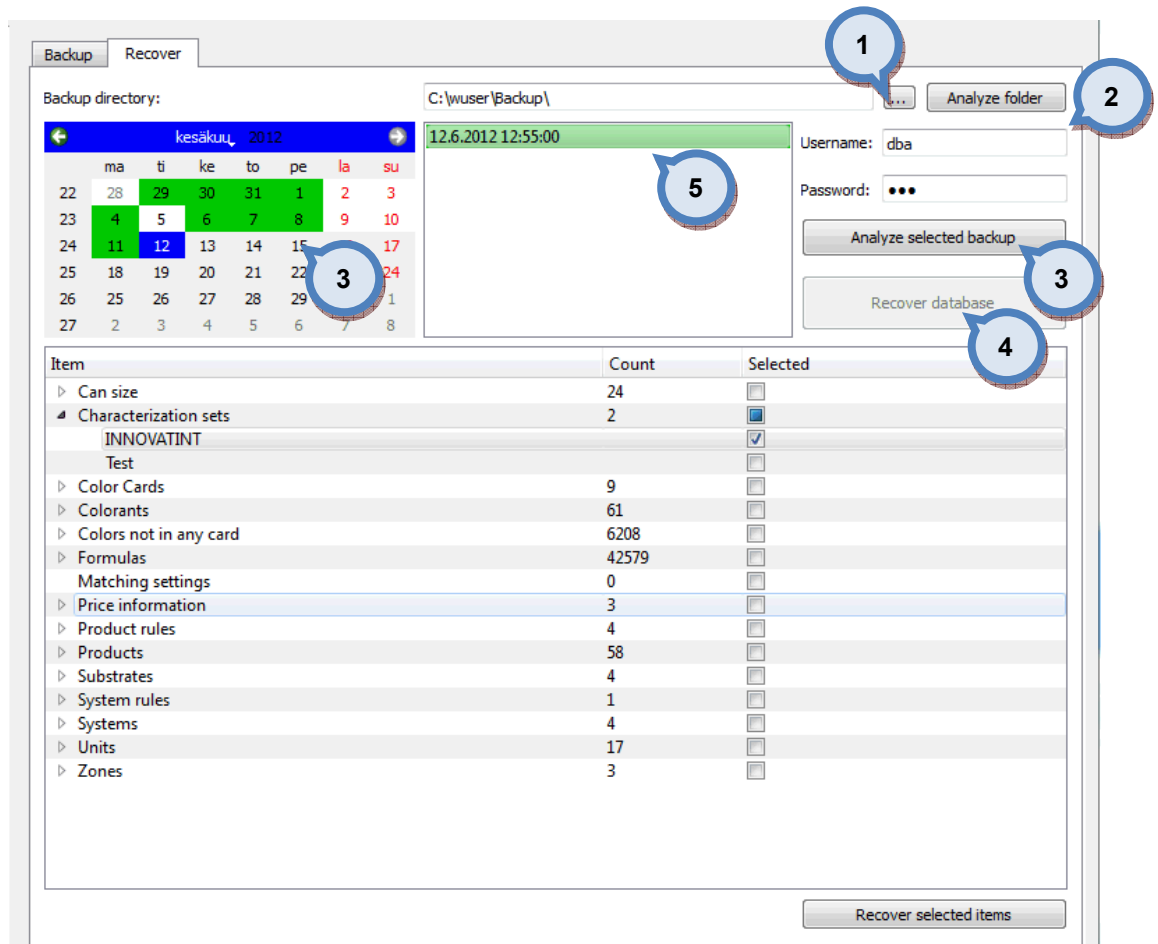 Backup Recover
1
Backup directory: C:\wuser\Backup\ ... Analyze folder
2
kesäkuu 2012
12.6.2012 12:55:00
Username: dba
ma ti ke to pe la su
22 28 29 30 31 1 2 3
5
Password: ●●●
23 4 5 6 7 8 9 10
24 11 12 13 14 15 17
Analyze selected backup
25 18 19 20 21 22 24
3
3
26 25 26 27 28 29 1
Recover database
27 2 3 4 5 6 7 8
4
Item Count Selected
Can size 24
Characterization sets 2
INNOVATINT
Test
Color Cards 9
Colorants 61
Colors not in any card 6208
Formulas 42579
Matching settings 0
Price information 3
Product rules 4
Products 58
Substrates 4
System rules 1
Systems 4
Units 17
Zones 3
Recover selected items